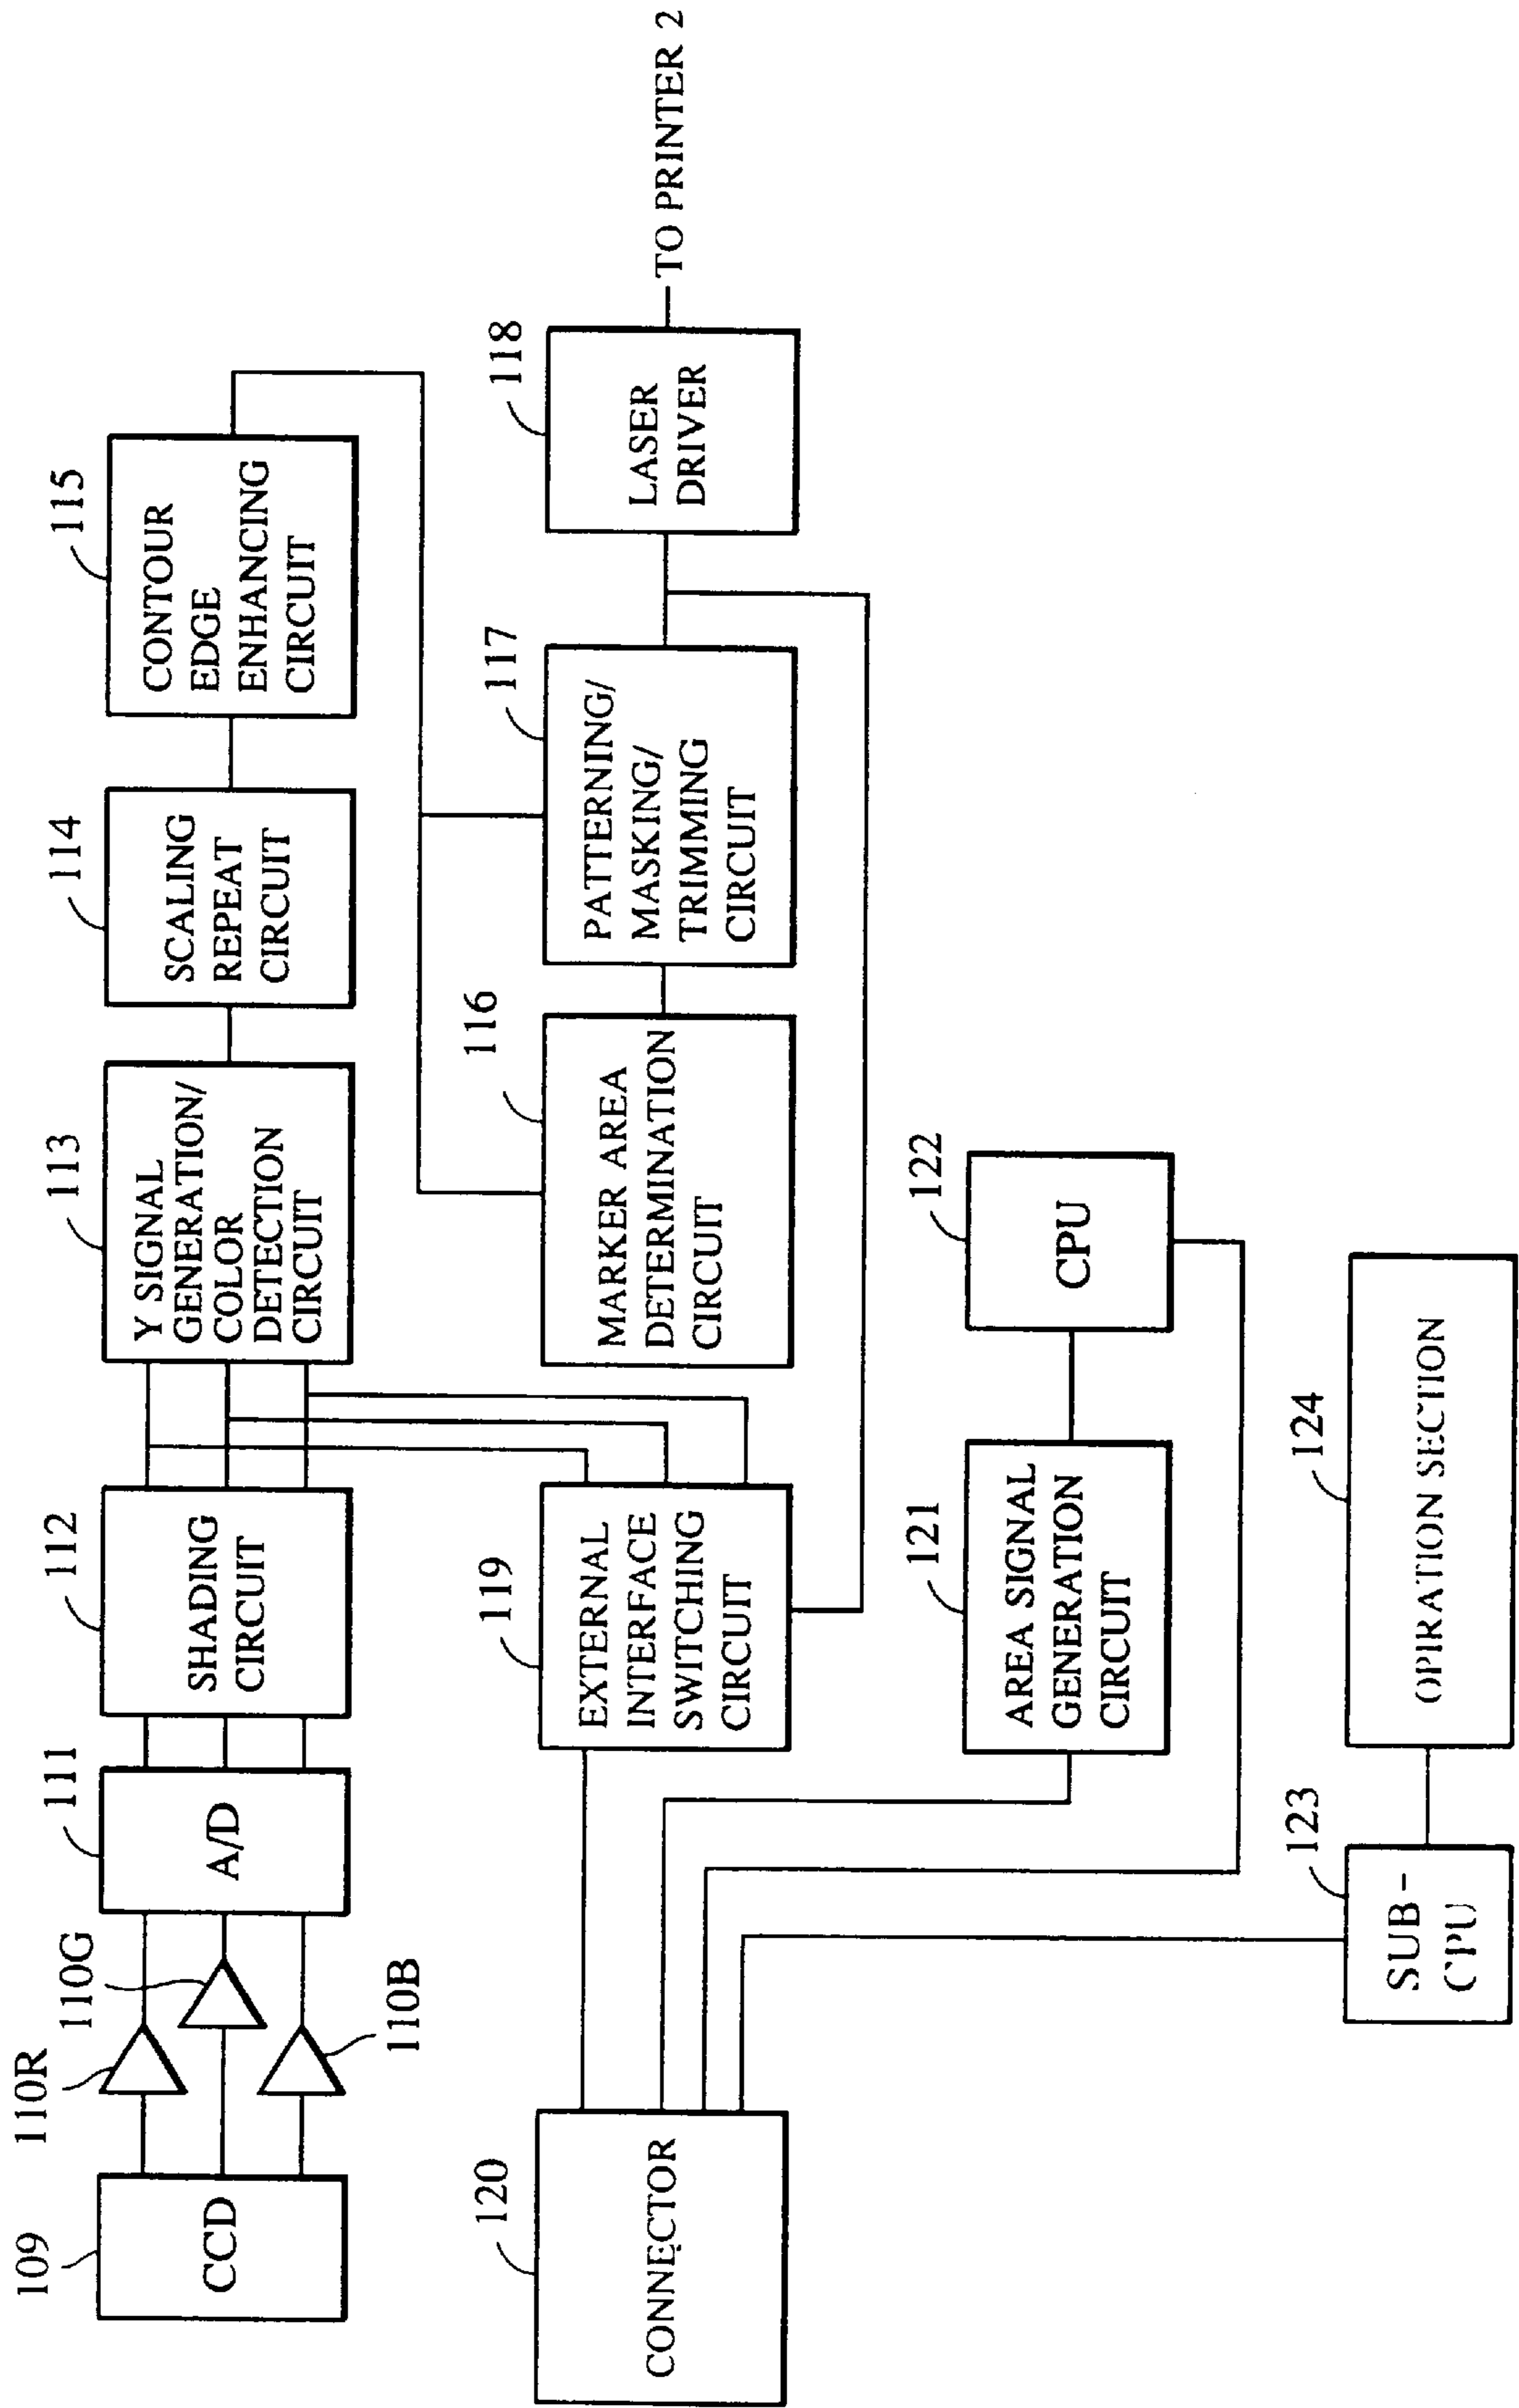 109
CCD
110R
110G
110B
111
A/D
112
SHADING
CIRCUIT
113
Y SIGNAL
GENERATION/
COLOR
DETECTION
CIRCUIT
114
SCALING
REPEAT
CIRCUIT
115
CONTOUR
EDGE
ENHANCING
CIRCUIT
120
CONNECTOR
119
EXTERNAL
INTERFACE
SWITCHING
CIRCUIT
116
MARKER AREA
DETERMINATION
CIRCUIT
117
PATTERNING/
MASKING/
TRIMMING
CIRCUIT
118
LASER
DRIVER
TO PRINTER 2
121
AREA SIGNAL
GENERATION
CIRCUIT
122
CPU
123
SUB-
CPU
124
OPIRATION SECTION